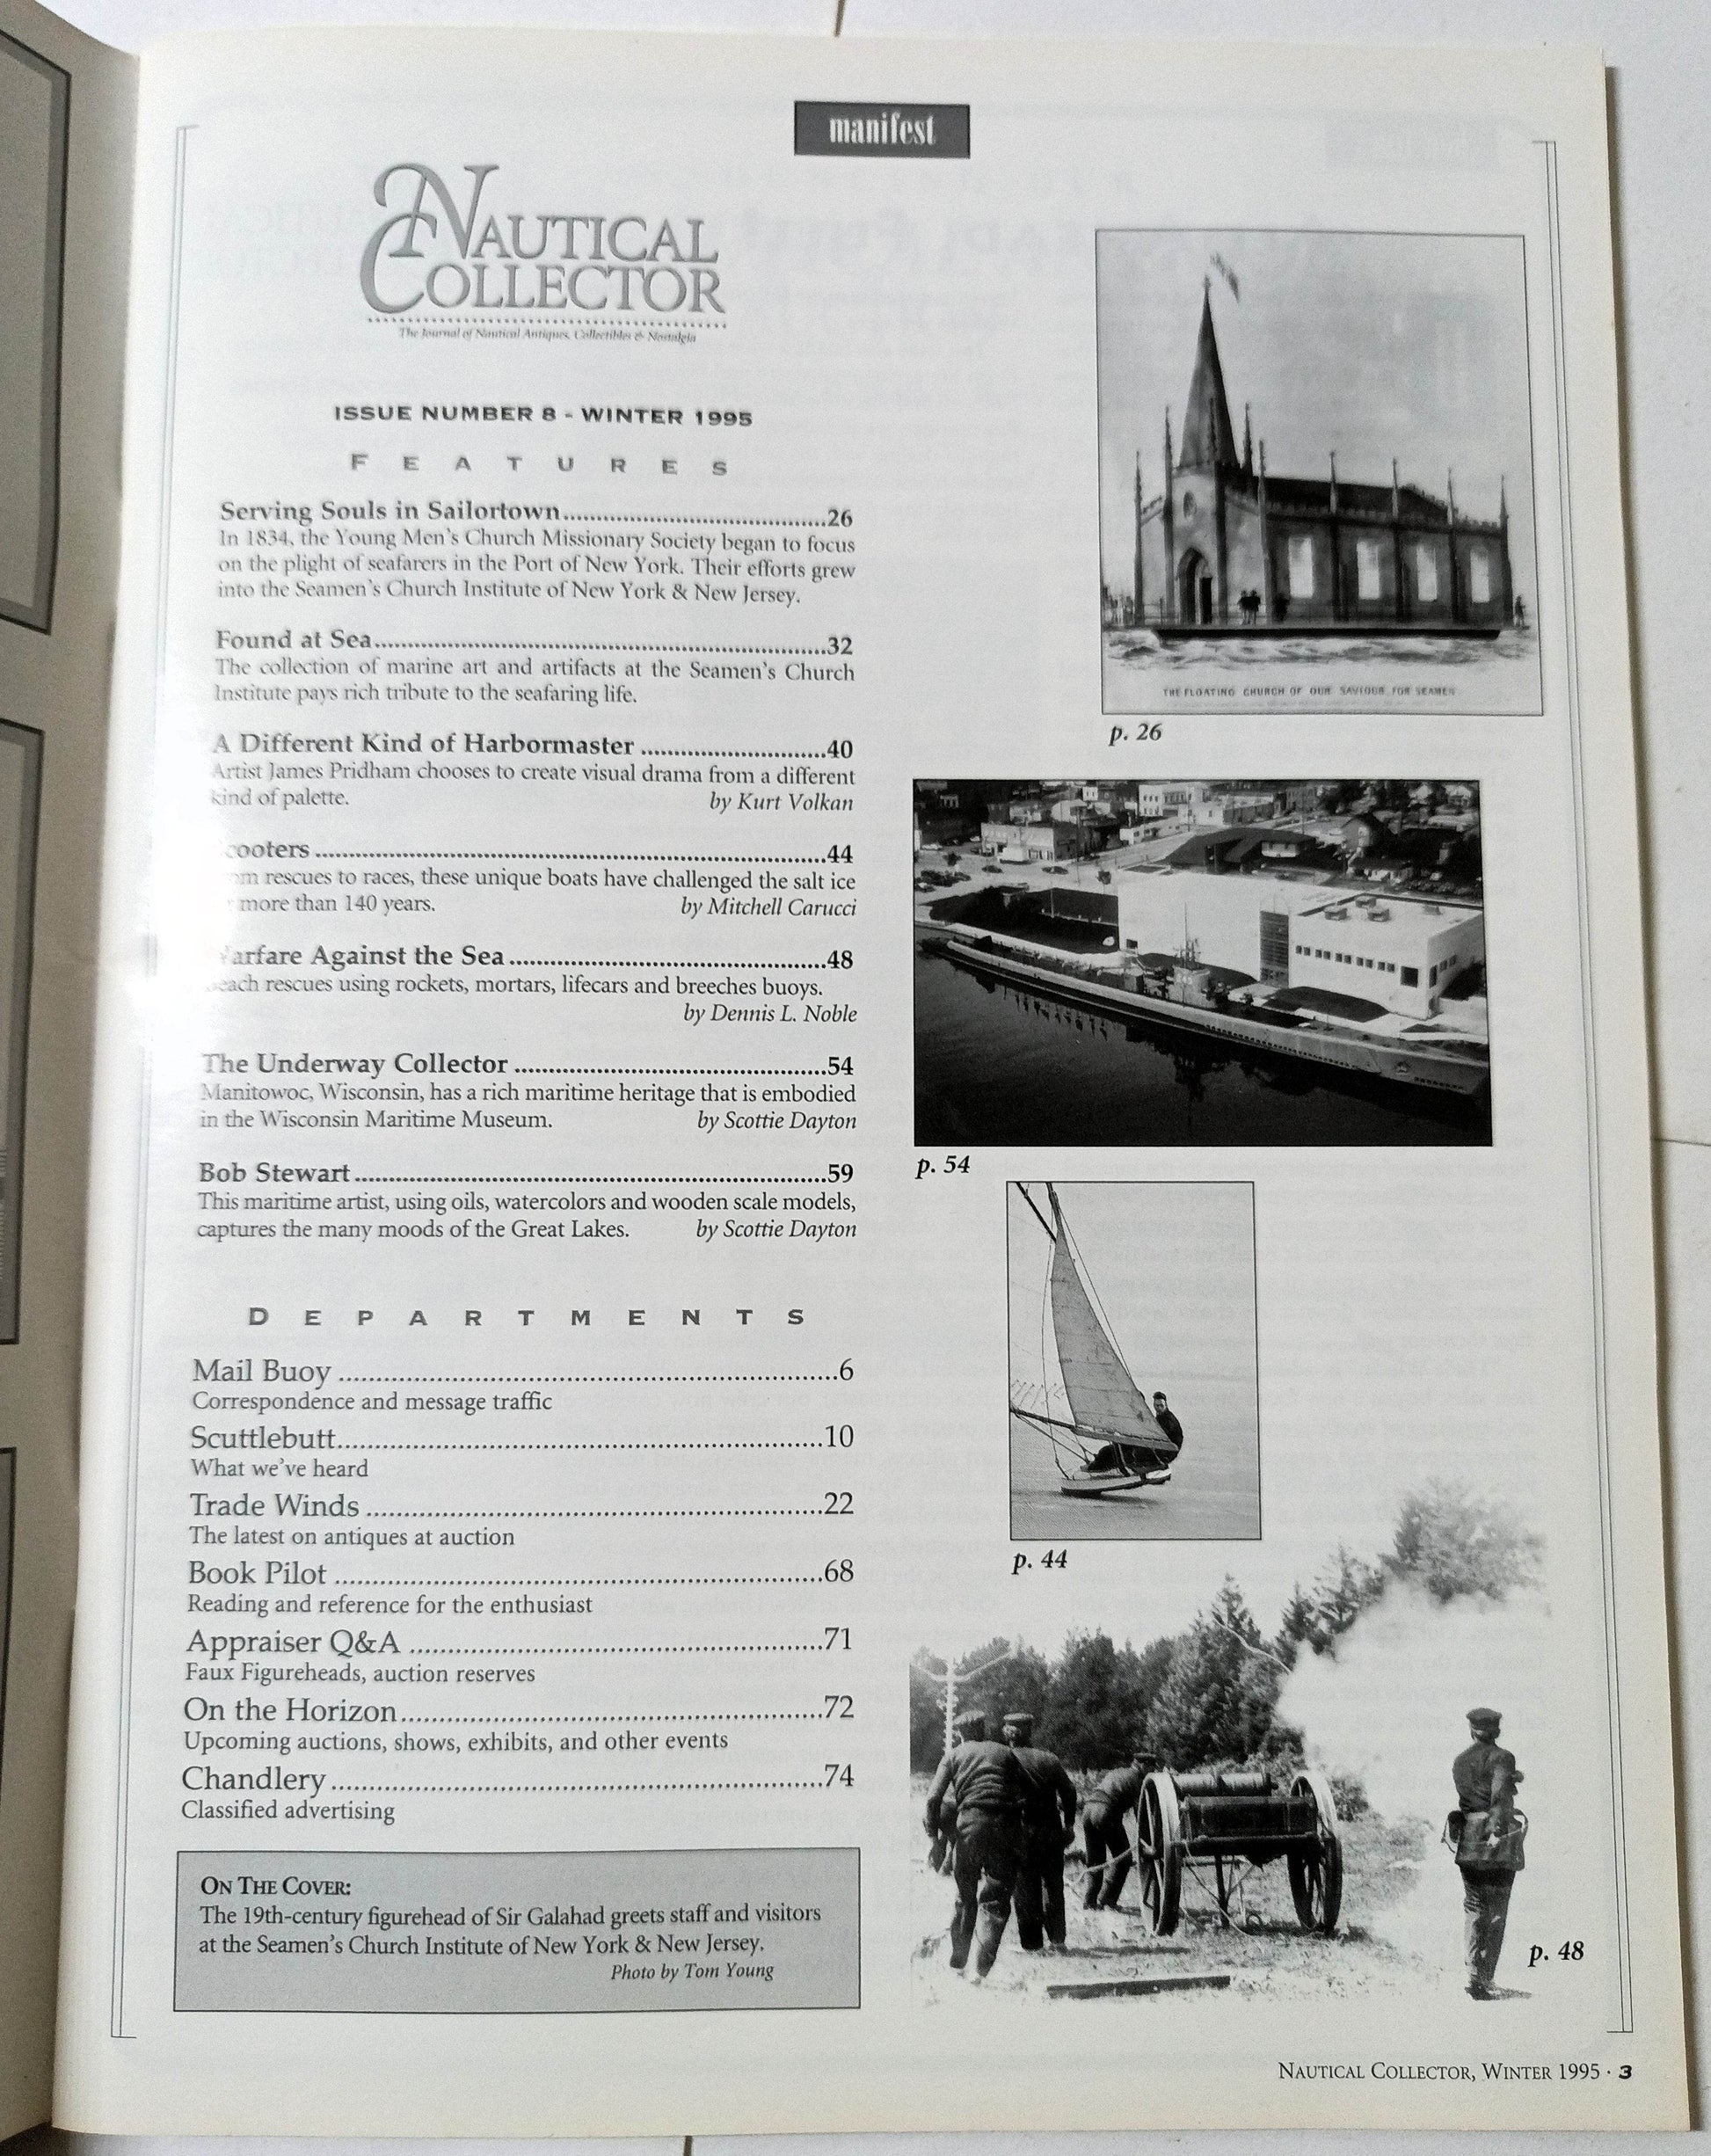 manifest
NAUTICAL
COLLECTOR
The Journal of Nautical Antiques, Collectibles & Nostalgia
ISSUE NUMBER 8 - WINTER 1995
FEATURES
Serving Souls in Sailortown..........26
In 1834, the Young Men's Church Missionary Society began to focus
on the plight of seafarers in the Port of New York. Their efforts grew
into the Seamen's Church Institute of New York & New Jersey.
Found at Sea..........32
The collection of marine art and artifacts at the Seamen's Church
Institute pays rich tribute to the seafaring life.
A Different Kind of Harbormaster..........40
Artist James Pridham chooses to create visual drama from a different
kind of palette. by Kurt Volkan
cooters..........44
om rescues to races, these unique boats have challenged the salt ice
more than 140 years. by Mitchell Carucci
Warfare Against the Sea..........48
each rescues using rockets, mortars, lifecars and breeches buoys.
by Dennis L. Noble
The Underway Collector..........54
Manitowoc, Wisconsin, has a rich maritime heritage that is embodied
in the Wisconsin Maritime Museum. by Scottie Dayton
Bob Stewart..........59
This maritime artist, using oils, watercolors and wooden scale models,
captures the many moods of the Great Lakes. by Scottie Dayton
DEPARTMENTS
Mail Buoy..........6
Correspondence and message traffic
Scuttlebutt..........10
What we've heard
Trade Winds..........22
The latest on antiques at auction
Book Pilot..........68
Reading and reference for the enthusiast
Appraiser Q&A..........71
Faux Figureheads, auction reserves
On the Horizon..........72
Upcoming auctions, shows, exhibits, and other events
Chandlery..........74
Classified advertising
ON THE COVER:
The 19th-century figurehead of Sir Galahad greets staff and visitors
at the Seamen's Church Institute of New York & New Jersey.
Photo by Tom Young
THE FLOATING CHURCH OF OUR SAVIOUR FOR SEAMEN
p. 26
p. 54
p. 44
p. 48
NAUTICAL COLLECTOR, WINTER 1995 · 3